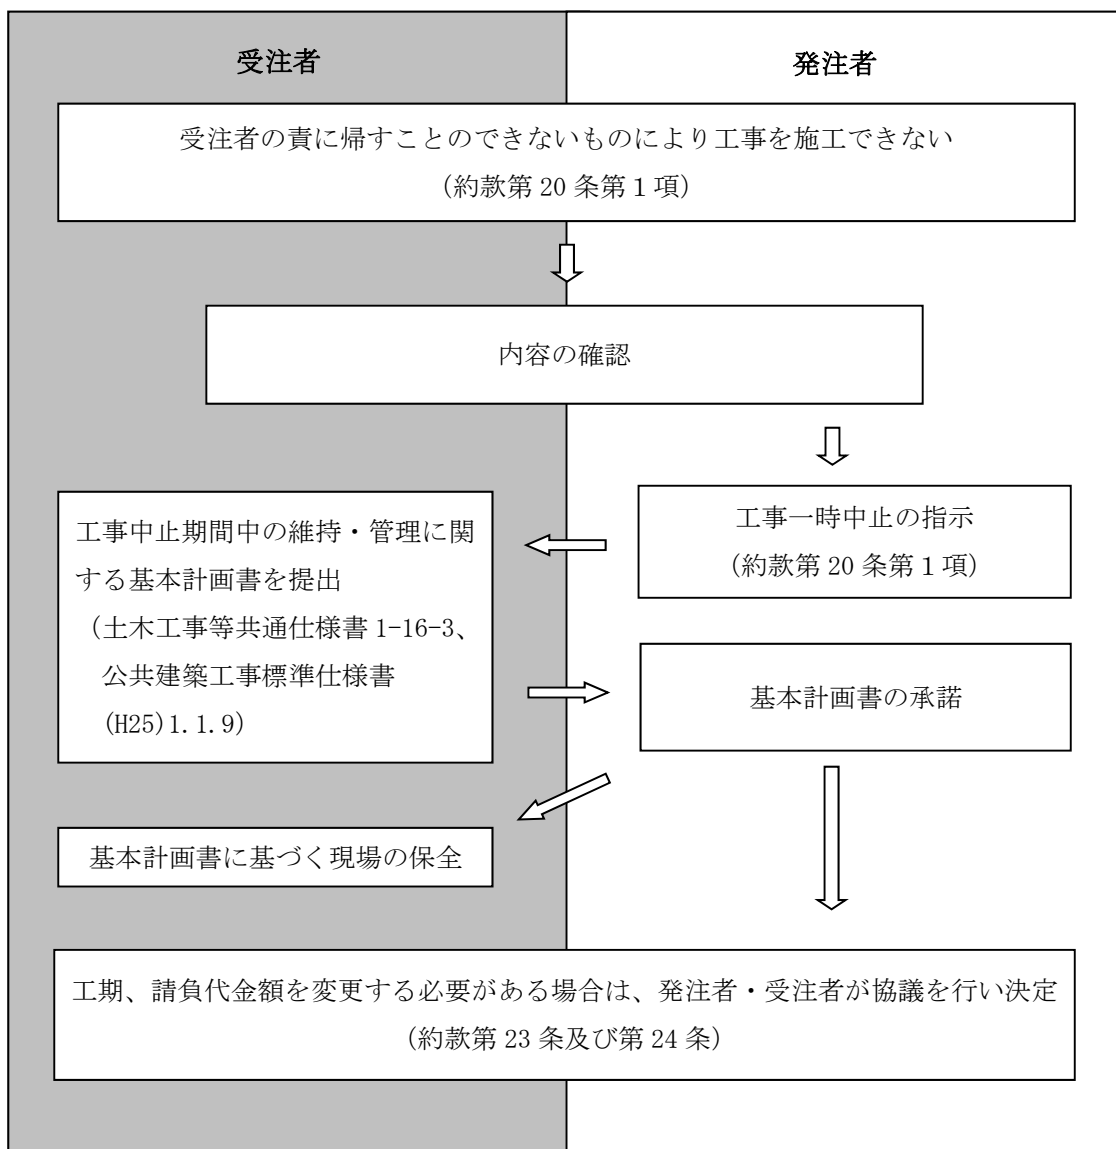 受注者
発注者
受注者の責に帰すことのできないものにより工事を施工できない
(約款第 20 条第１項)
内容の確認
工事一時中止の指示
(約款第 20 条第１項)
工事中止期間中の維持・管理に関
する基本計画書を提出
(土木工事等共通仕様書 1-16-3、
公共建築工事標準仕様書
(H25)1.1.9)
基本計画書の承諾
基本計画書に基づく現場の保全
工期、請負代金額を変更する必要がある場合は、発注者・受注者が協議を行い決定
(約款第 23 条及び第 24 条)